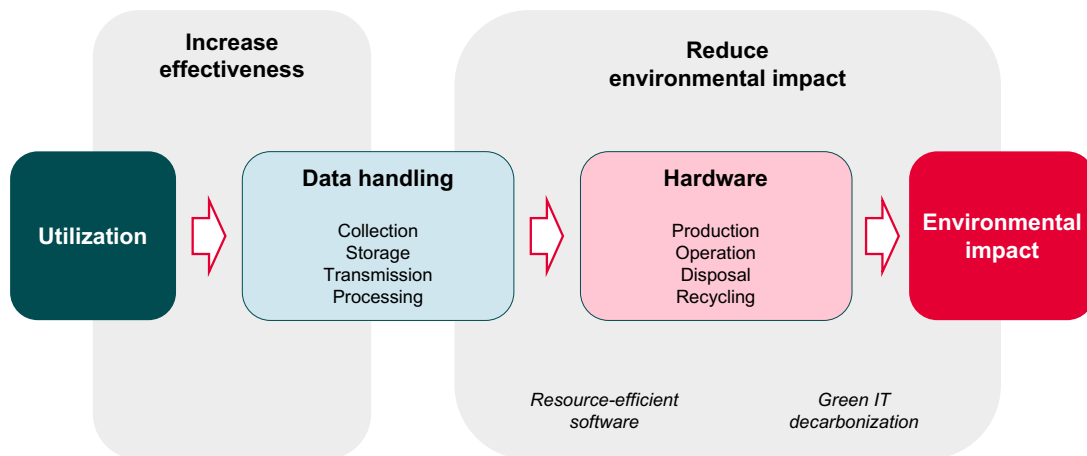 Increase
effectiveness
Reduce
environmental impact
Utilization
Data handling
Collection
Storage
Transmission
Processing
Hardware
Production
Operation
Disposal
Recycling
Environmental
impact
Resource-efficient
software
Green IT
decarbonization